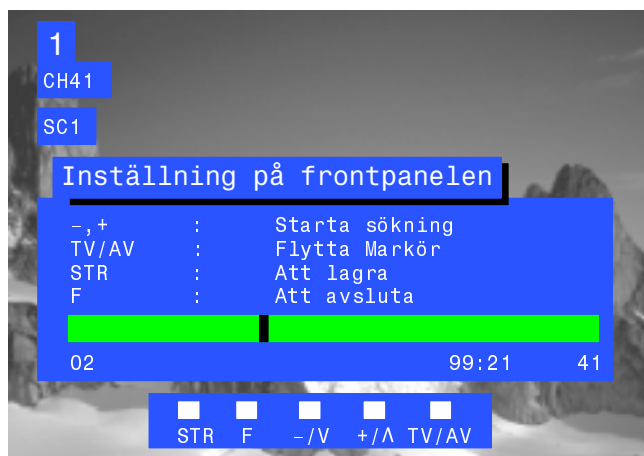 1
CH41
SC1
Inställning på frontpanelen
–,+ : Starta sökning
TV/AV : Flytta Markör
STR : Att lagra
F : Att avsluta
02 99:21 41
STR F –/V +/Λ TV/AV